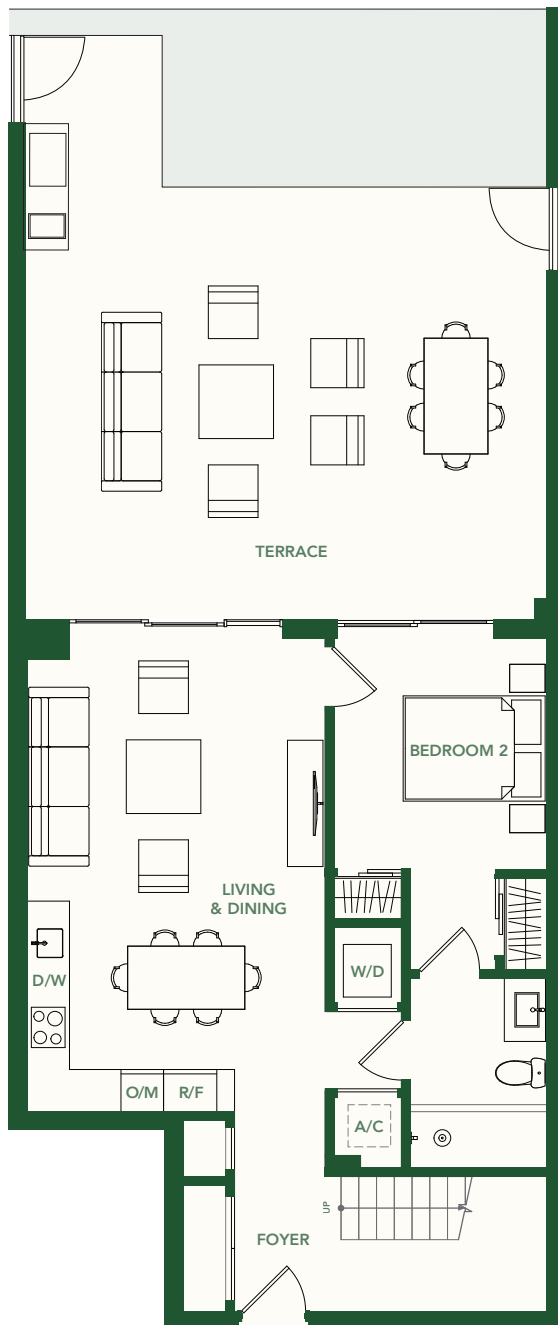 TERRACE
BEDROOM 2
LIVING
& DINING
D/W
W/D
O/M
R/F
A/C
UP
FOYER